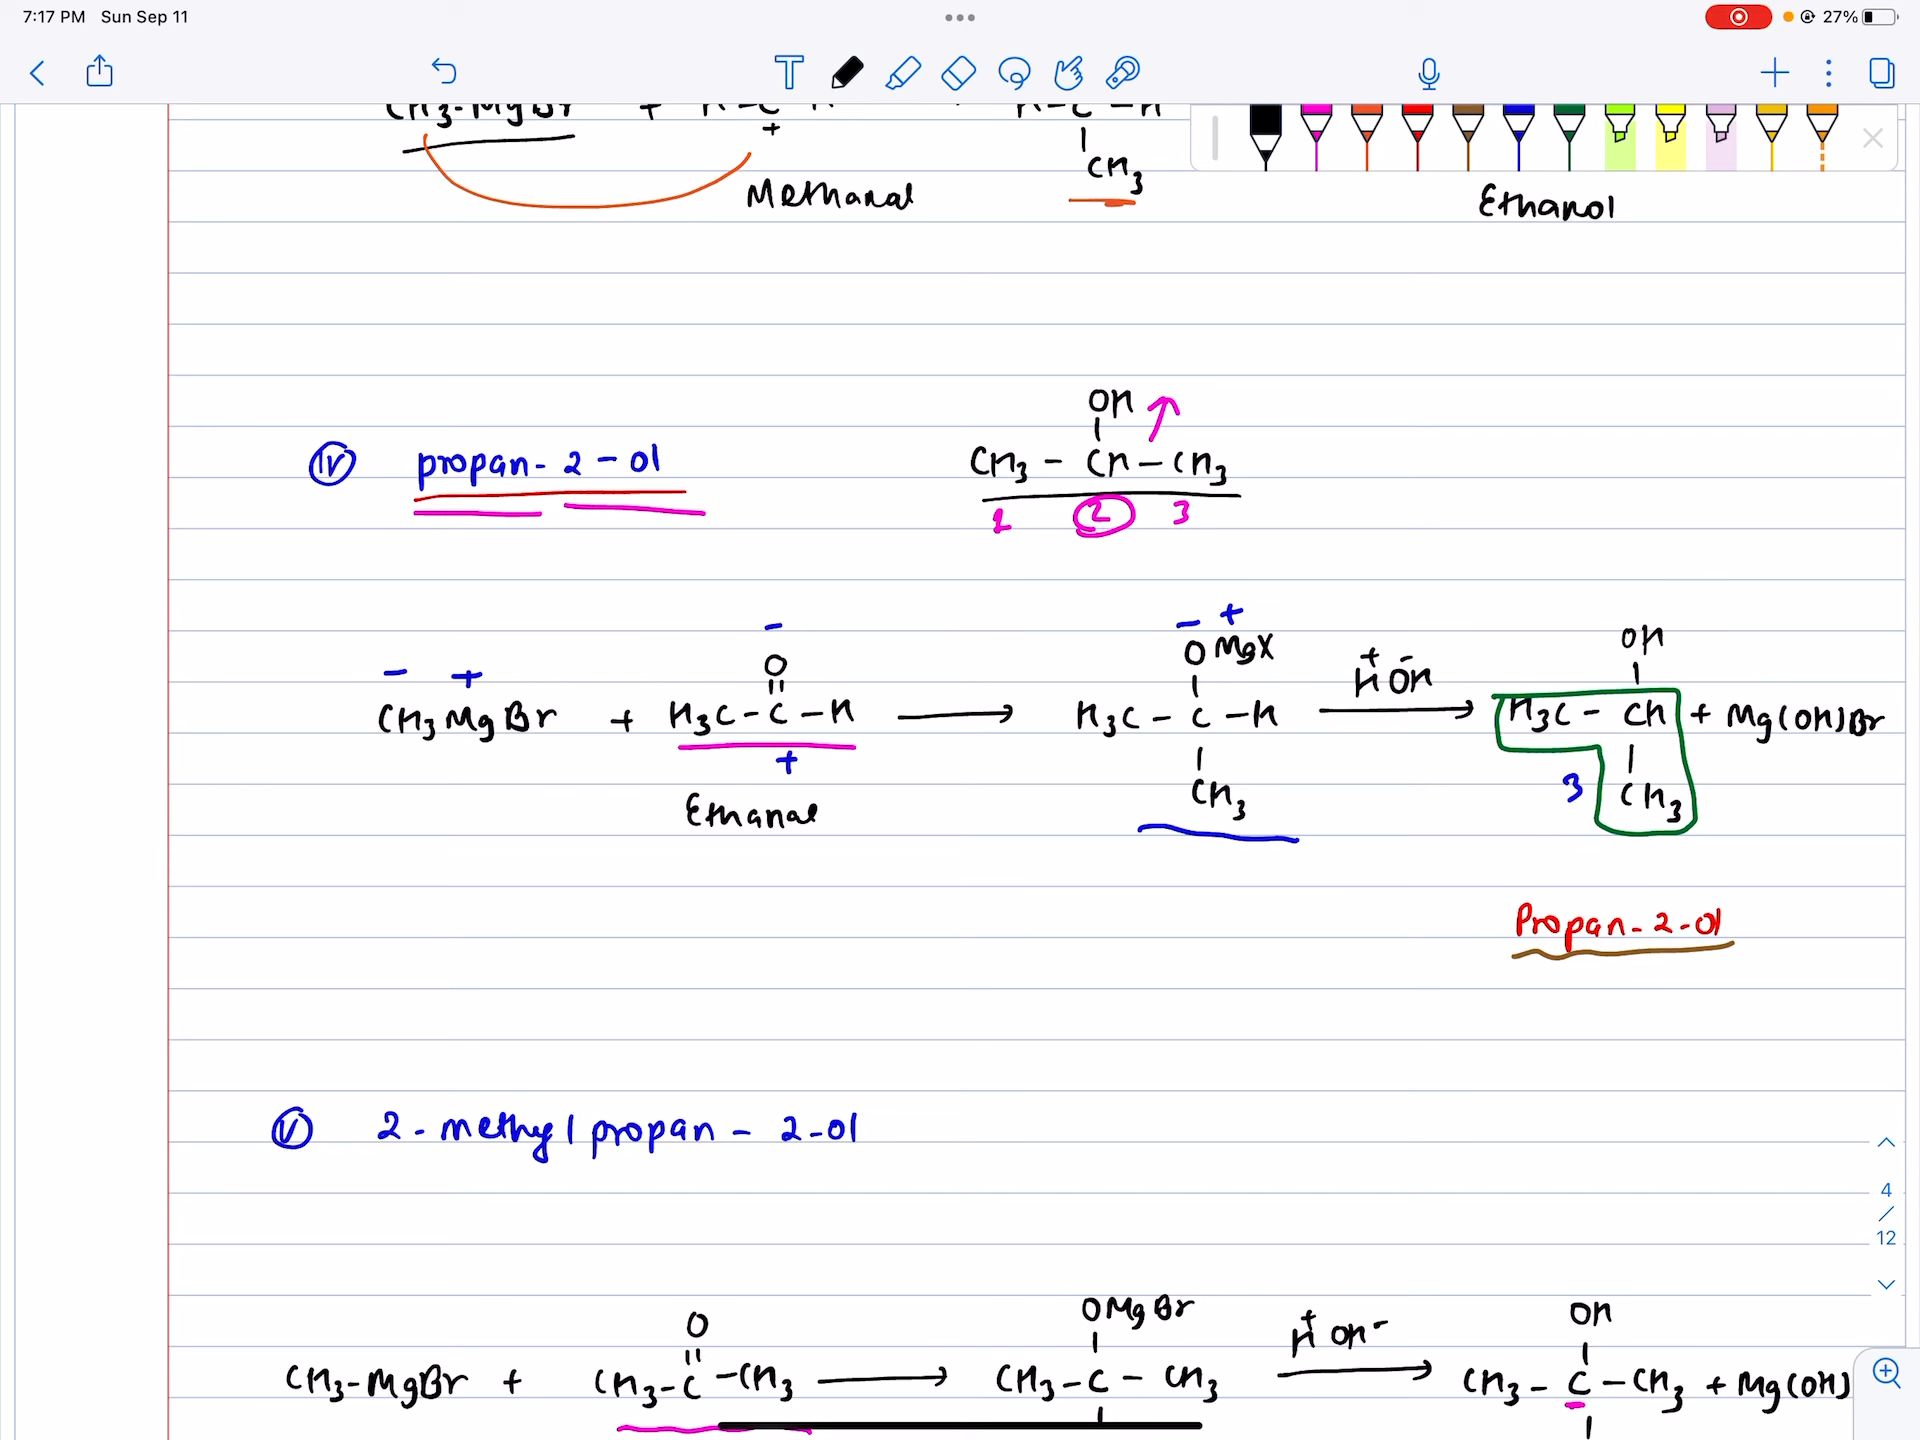 7:17 PM Sun Sep 11
27%
CH3-MgBr + H-C-H
+
H-C-H
CH3
Methanal
Ethanol
OH
(iv) propan-2-ol CH3 - CH - CH3
1 2 3
- - +
- + O OMgX + - OH
CH3MgBr + H3C-C-H → H3C-C-H H OH → H3C-CH + Mg(OH)Br
+ CH3 3 CH3
Ethanal
Propan-2-ol
(v) 2-methyl propan-2-ol
4
/
12
O OMgBr H+ OH- OH
CH3-MgBr + CH3-C-CH3 → CH3-C-CH3 → CH3-C-CH3 + Mg(OH)